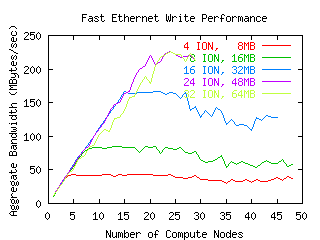 Fast Ethernet Write Performance
Aggregate Bandwidth (MBytes/sec)
250
200
150
100
50
0
4 ION, 8MB
8 ION, 16MB
16 ION, 32MB
24 ION, 48MB
32 ION, 64MB
0 5 10 15 20 25 30 35 40 45 50
Number of Compute Nodes